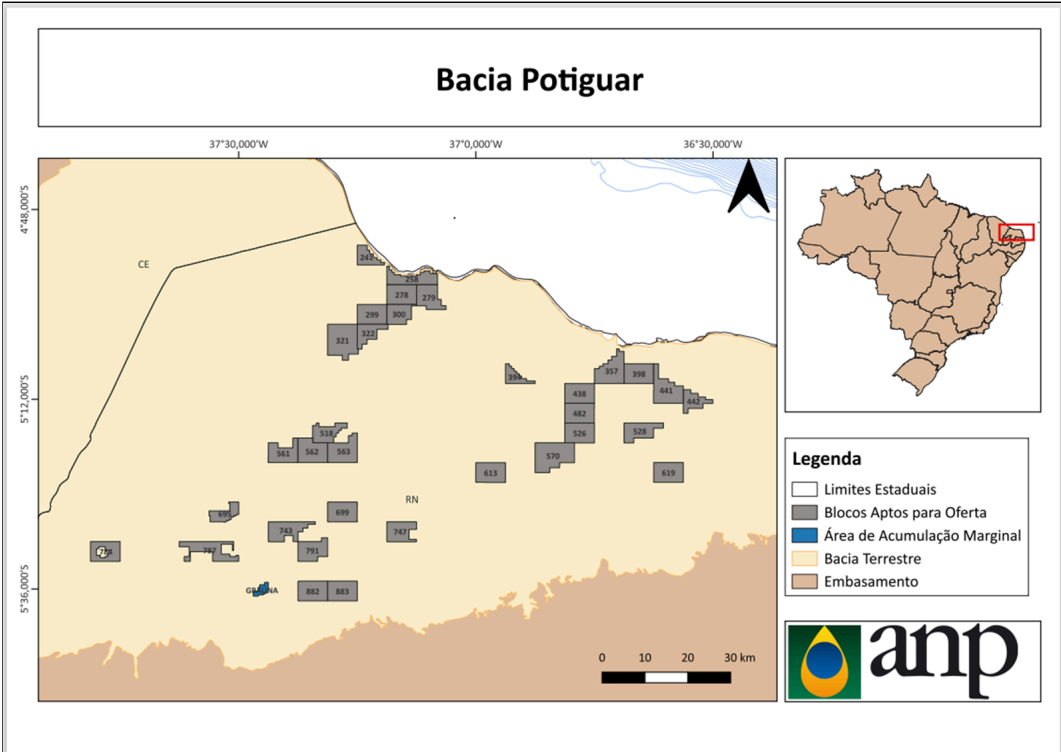 Bacia Potiguar
37°30,000'W
37°0,000'W
36°30,000'W
4°48,000'S
5°12,000'S
5°36,000'S
CE
241
258
278
279
299
300
321
322
357
398
394
438
441
442
482
518
526
528
561
562
563
570
613
619
RN
699
743
747
787
791
882
883
Legenda
Limites Estaduais
Blocos Aptos para Oferta
Área de Acumulação Marginal
Bacia Terrestre
Embasamento
0 10 20 30 km
anp